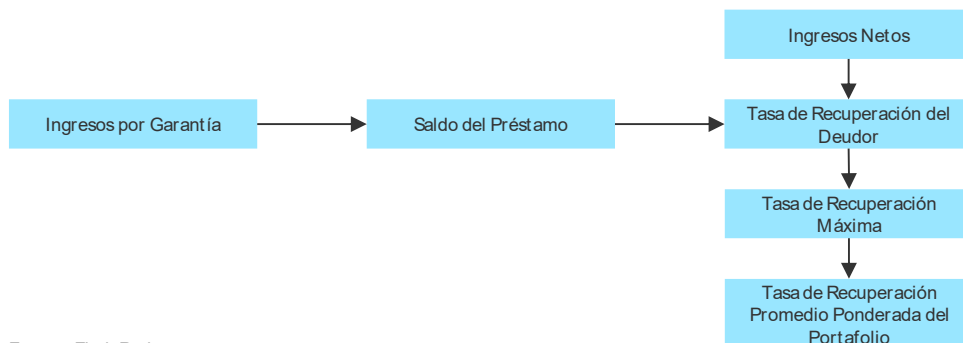 Ingresos Netos
Ingresos por Garantía
Saldo del Préstamo
Tasa de Recuperación del
Deudor
Tasa de Recuperación
Máxima
Tasa de Recuperación
Promedio Ponderada del
Portafolio